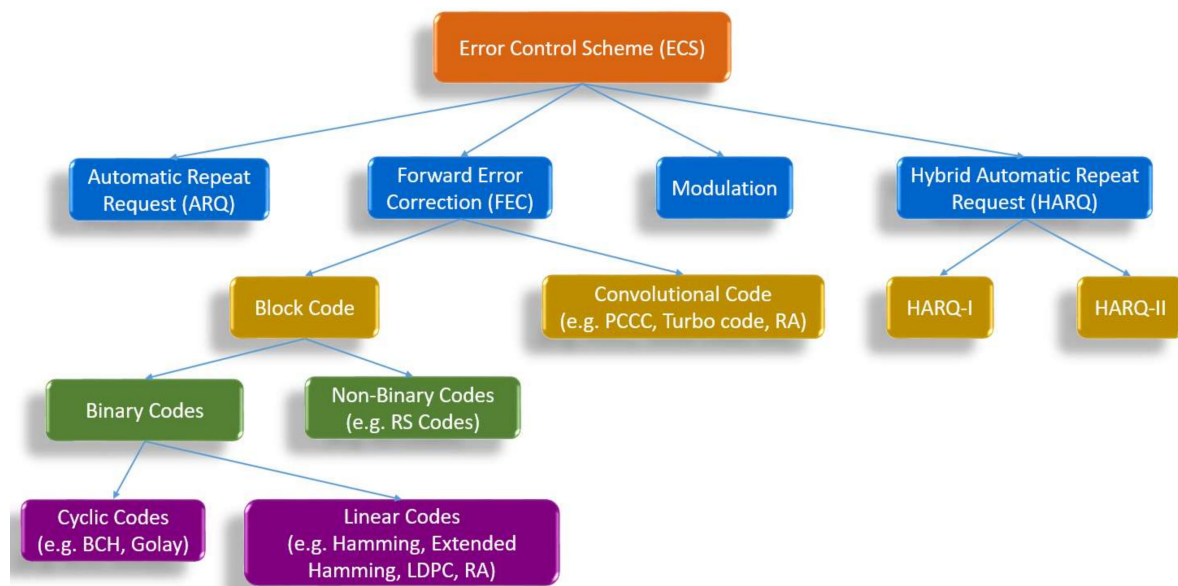 Error Control Scheme (ECS)
Automatic Repeat
Request (ARQ)
Forward Error
Correction (FEC)
Modulation
Hybrid Automatic Repeat
Request (HARQ)
Block Code
Convolutional Code
(e.g. PCCC, Turbo code, RA)
HARQ-I
HARQ-II
Binary Codes
Non-Binary Codes
(e.g. RS Codes)
Cyclic Codes
(e.g. BCH, Golay)
Linear Codes
(e.g. Hamming, Extended
Hamming, LDPC, RA)